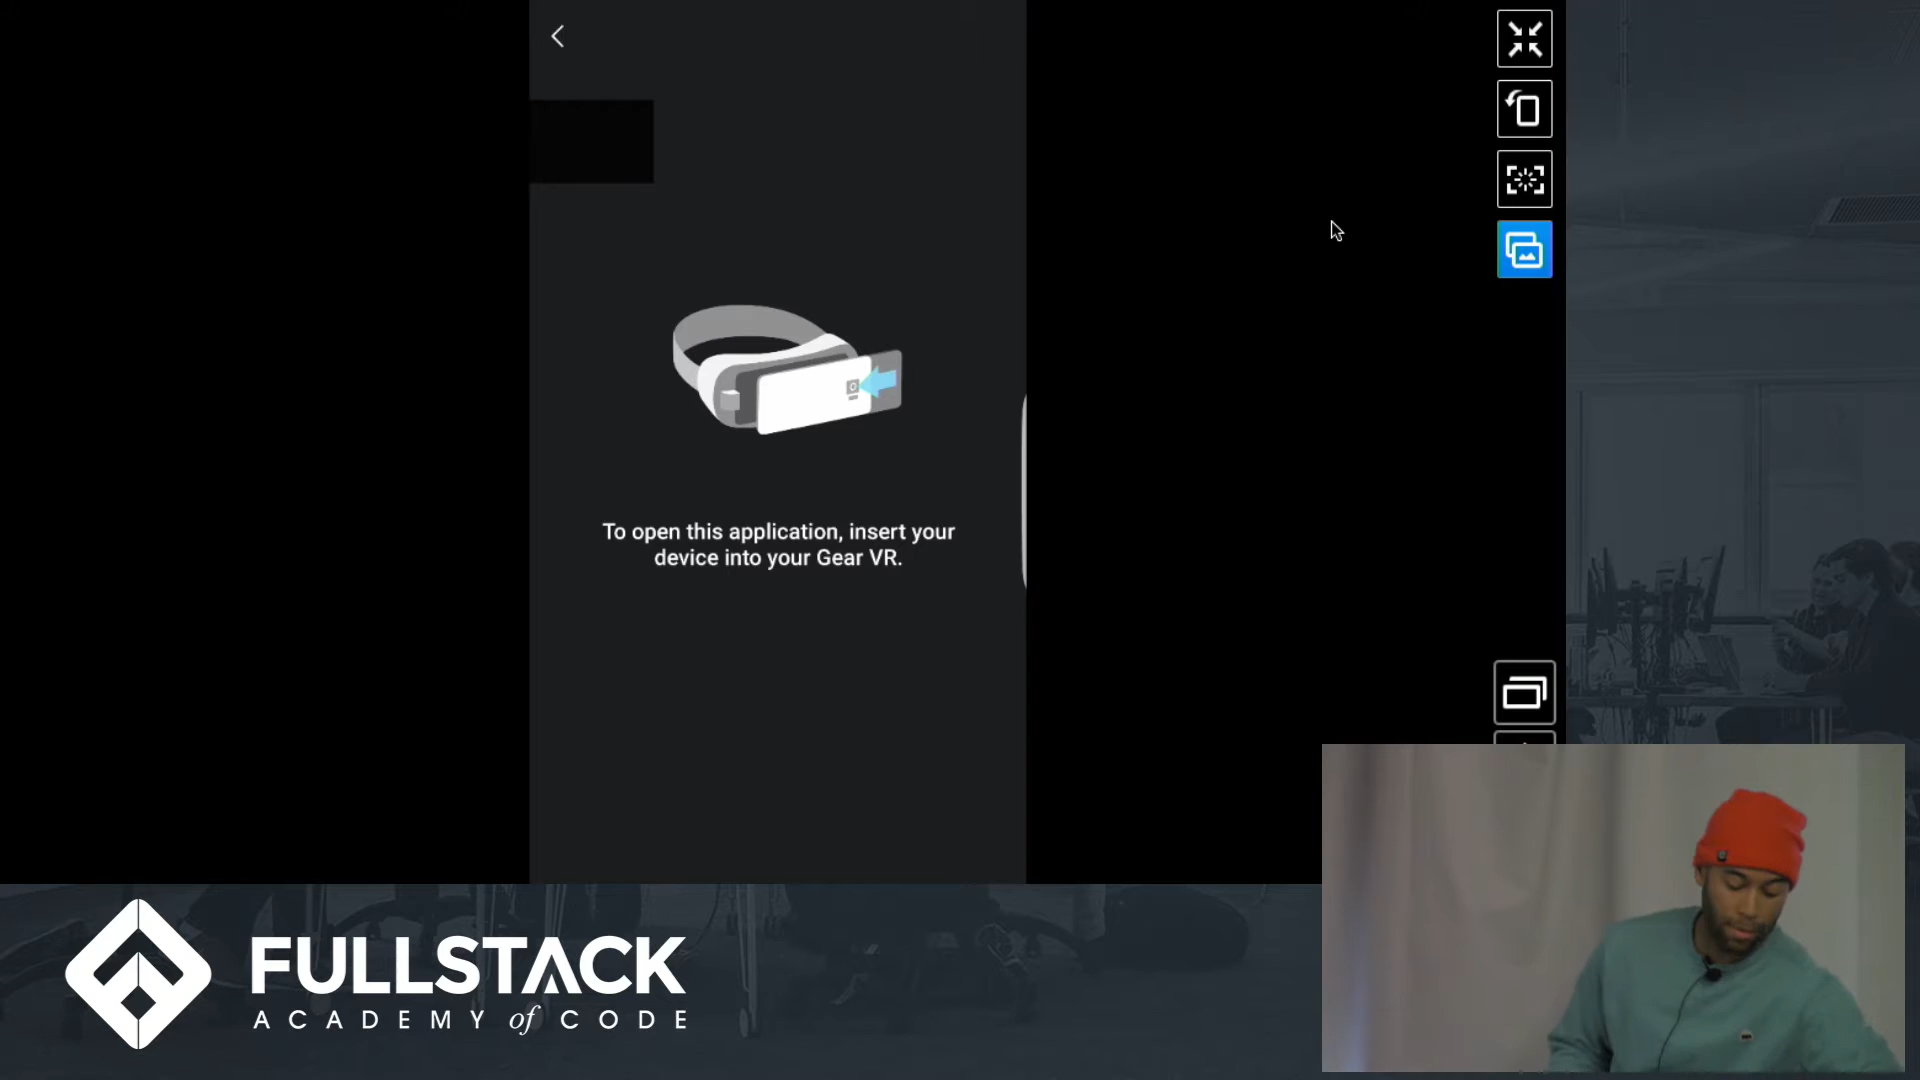 To open this application, insert your
device into your Gear VR.
FULLSTACK
ACADEMY of CODE